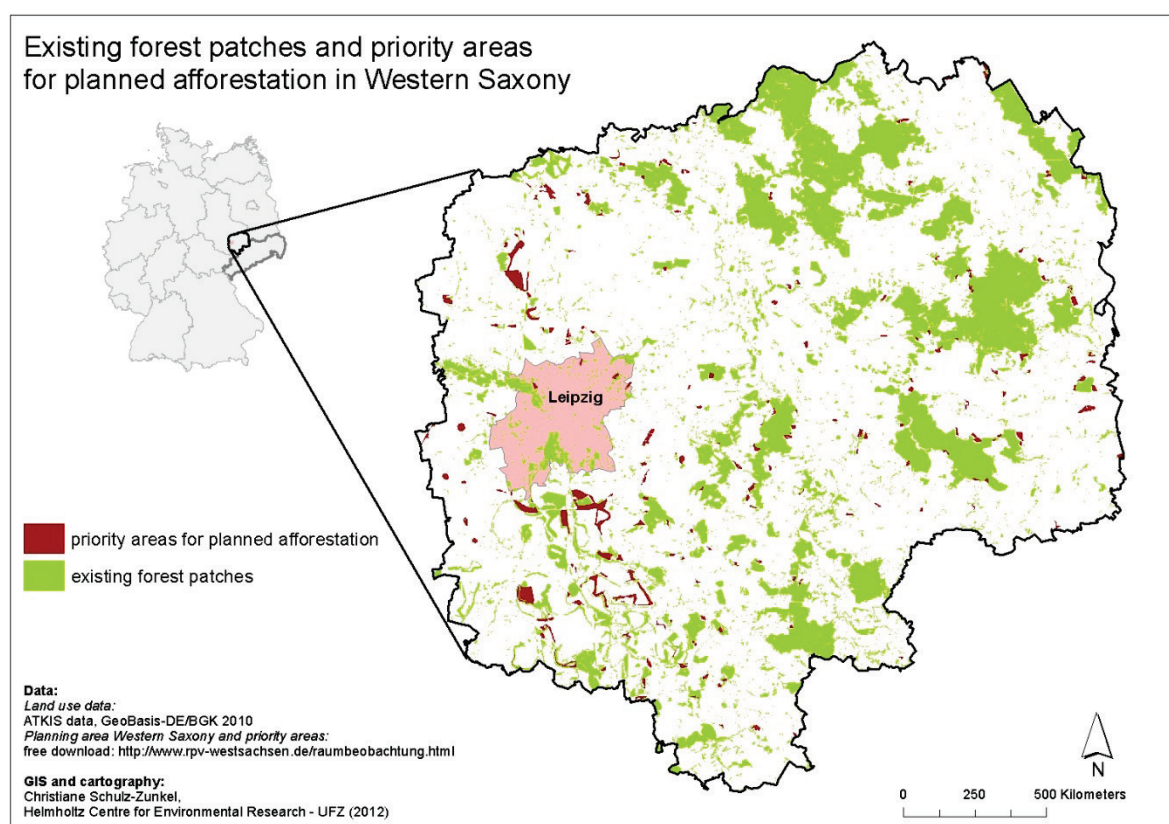 Existing forest patches and priority areas
for planned afforestation in Western Saxony
Leipzig
priority areas for planned afforestation
existing forest patches
Data:
Land use data:
ATKIS data, GeoBasis-DE/BGK 2010
Planning area Western Saxony and priority areas:
free download: http://www.rpv-westsachsen.de/raumbeobachtung.html
GIS and cartography:
Christiane Schulz-Zunkel,
Helmholtz Centre for Environmental Research - UFZ (2012)
N
0 250 500 Kilometers